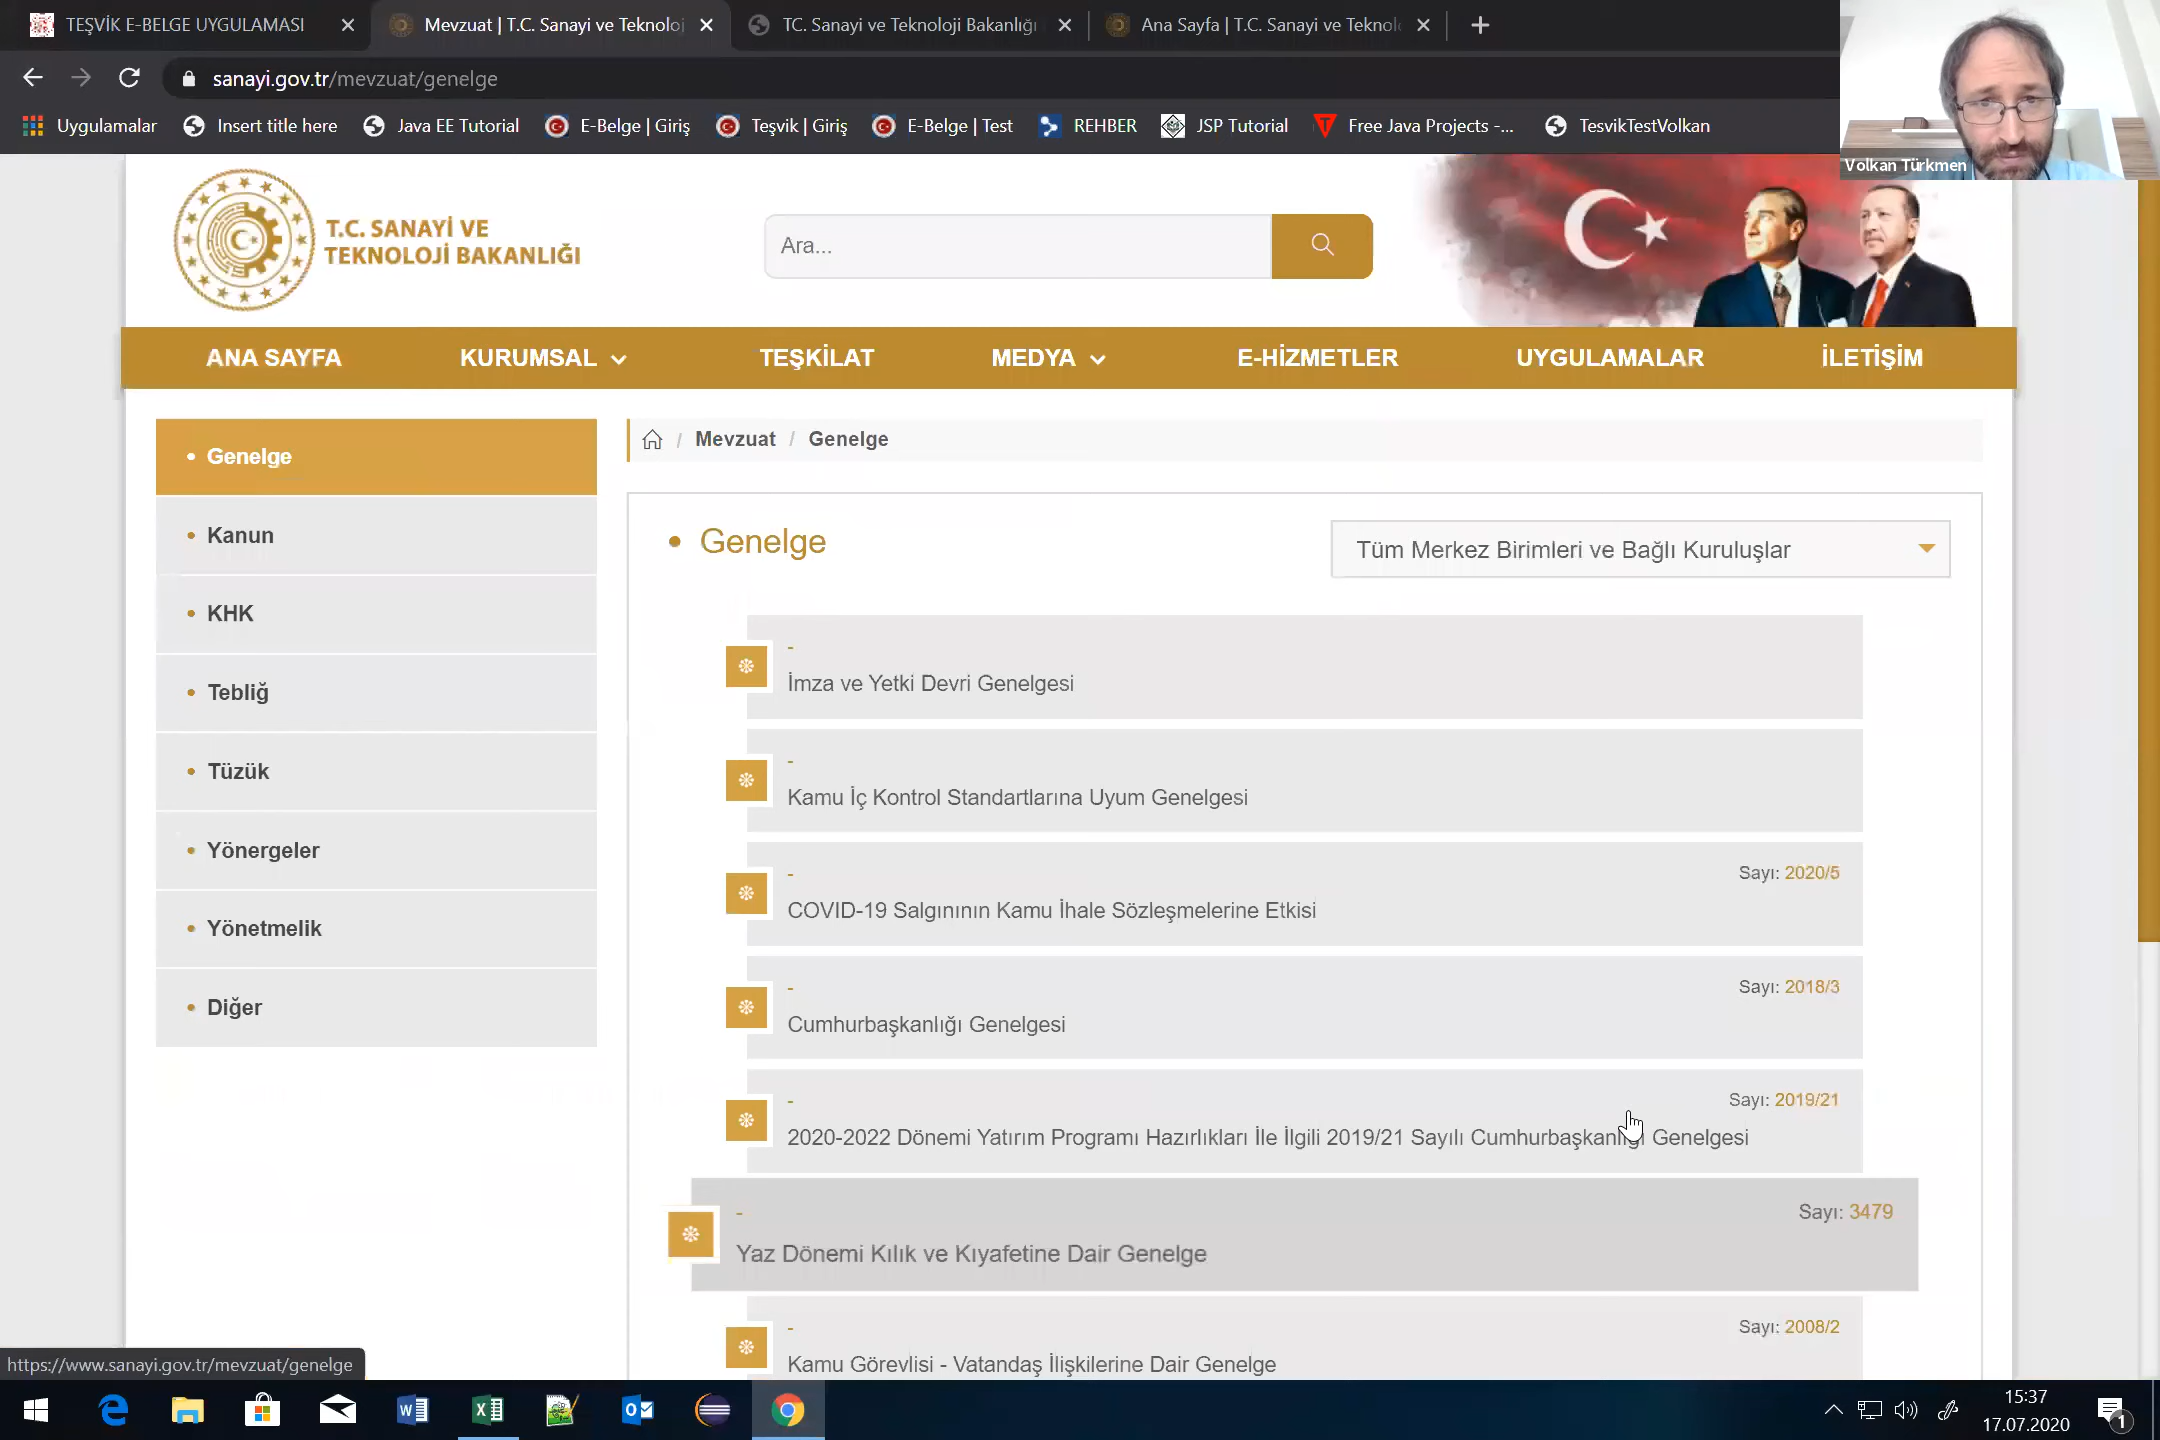 TEŞVİK E-BELGE UYGULAMASI
Mevzuat | T.C. Sanayi ve Teknoloj
TC. Sanayi ve Teknoloji Bakanlığı
Ana Sayfa | T.C. Sanayi ve Teknol
sanayi.gov.tr/mevzuat/genelge
Uygulamalar
Insert title here
Java EE Tutorial
E-Belge | Giriş
Teşvik | Giriş
E-Belge | Test
REHBER
JSP Tutorial
Free Java Projects -...
TesvikTestVolkan
Volkan Türkmen
T.C. SANAYİ VE
TEKNOLOJİ BAKANLIĞI
Ara...
ANA SAYFA
KURUMSAL
TEŞKİLAT
MEDYA
E-HİZMETLER
UYGULAMALAR
İLETİŞİM
Genelge
Kanun
KHK
Tebliğ
Tüzük
Yönergeler
Yönetmelik
Diğer
/ Mevzuat / Genelge
Genelge
Tüm Merkez Birimleri ve Bağlı Kuruluşlar
-
İmza ve Yetki Devri Genelgesi
-
Kamu İç Kontrol Standartlarına Uyum Genelgesi
- Sayı: 2020/5
COVID-19 Salgınının Kamu İhale Sözleşmelerine Etkisi
- Sayı: 2018/3
Cumhurbaşkanlığı Genelgesi
- Sayı: 2019/21
2020-2022 Dönemi Yatırım Programı Hazırlıkları İle İlgili 2019/21 Sayılı Cumhurbaşkanlığı Genelgesi
- Sayı: 3479
Yaz Dönemi Kılık ve Kıyafetine Dair Genelge
- Sayı: 2008/2
Kamu Görevlisi - Vatandaş İlişkilerine Dair Genelge
https://www.sanayi.gov.tr/mevzuat/genelge
15:37
17.07.2020
1